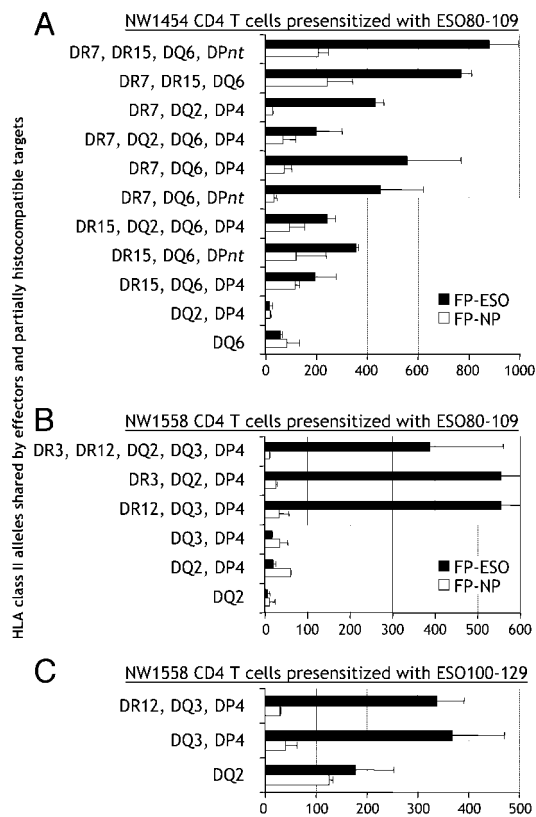 HLA class II alleles shared by effectors and partially histocompatible targets
A
NW1454 CD4 T cells presensitized with ESO80-109
DR7, DR15, DQ6, DPnt
DR7, DR15, DQ6
DR7, DQ2, DP4
DR7, DQ2, DQ6, DP4
DR7, DQ6, DP4
DR7, DQ6, DPnt
DR15, DQ2, DQ6, DP4
DR15, DQ6, DPnt
DR15, DQ6, DP4
DQ2, DP4
DQ6
FP-ESO
FP-NP
0 200 400 600 800 1000
B
NW1558 CD4 T cells presensitized with ESO80-109
DR3, DR12, DQ2, DQ3, DP4
DR3, DQ2, DP4
DR12, DQ3, DP4
DQ3, DP4
DQ2, DP4
DQ2
FP-ESO
FP-NP
0 100 200 300 400 500 600
C
NW1558 CD4 T cells presensitized with ESO100-129
DR12, DQ3, DP4
DQ3, DP4
DQ2
0 100 200 300 400 500